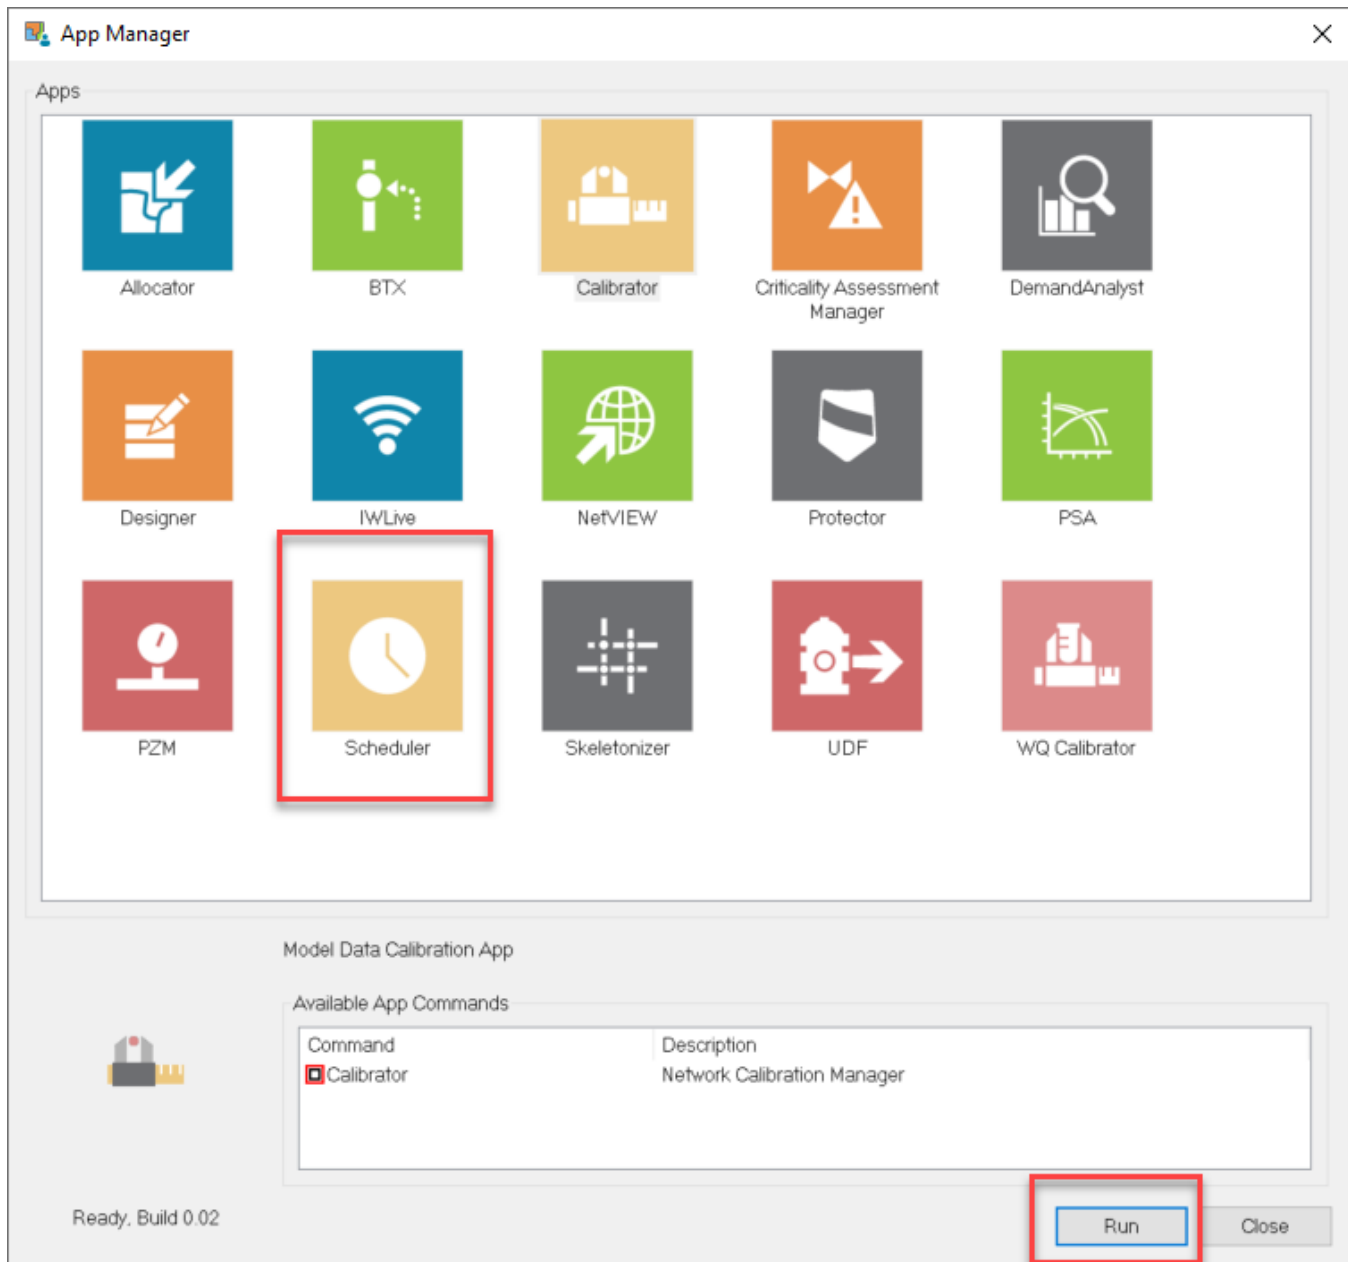 App Manager
Apps
Allocator
BTX
Calibrator
Criticality Assessment
Manager
DemandAnalyst
Designer
IWLive
NetVIEW
Protector
PSA
PZM
Scheduler
Skeletonizer
UDF
WQ Calibrator
Model Data Calibration App
Available App Commands
Command Description
Calibrator Network Calibration Manager
Ready, Build 0.02
Run
Close